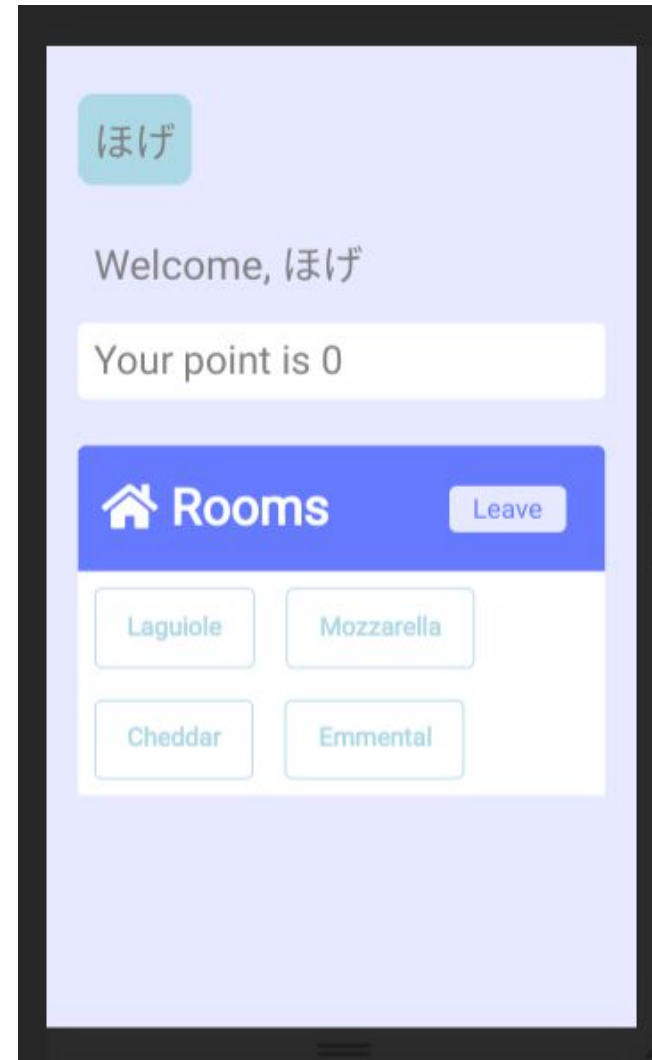 ほげ
Welcome, ほげ
Your point is 0
Rooms Leave
Laguiole Mozzarella
Cheddar Emmental